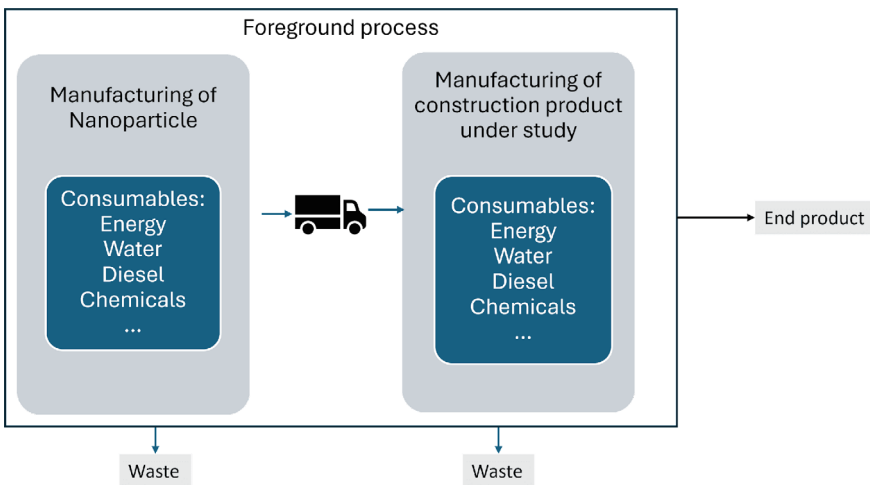 Foreground process
Manufacturing of
Nanoparticle
Consumables:
Energy
Water
Diesel
Chemicals
...
Manufacturing of
construction product
under study
Consumables:
Energy
Water
Diesel
Chemicals
...
End product
Waste
Waste